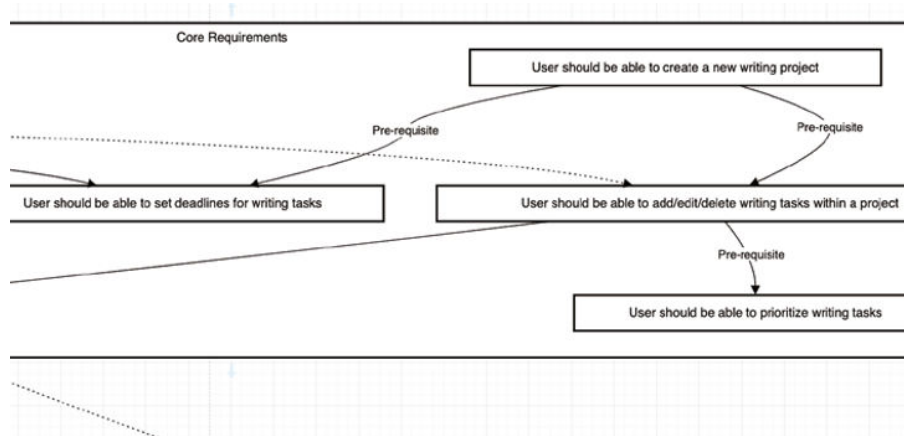 Core Requirements
User should be able to create a new writing project
Pre-requisite
Pre-requisite
User should be able to set deadlines for writing tasks
User should be able to add/edit/delete writing tasks within a project
Pre-requisite
User should be able to prioritize writing tasks